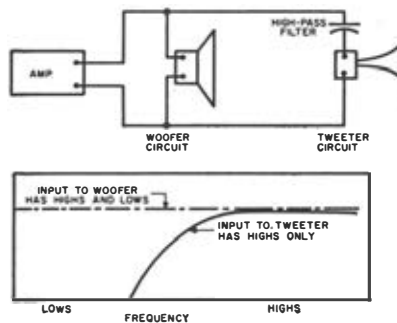 HIGH-PASS
FILTER
AMP.
WOOFER
CIRCUIT
TWEETER
CIRCUIT
INPUT TO WOOFER
HAS HIGHS AND LOWS
INPUT TO TWEETER
HAS HIGHS ONLY
LOWS
HIGHS
FREQUENCY